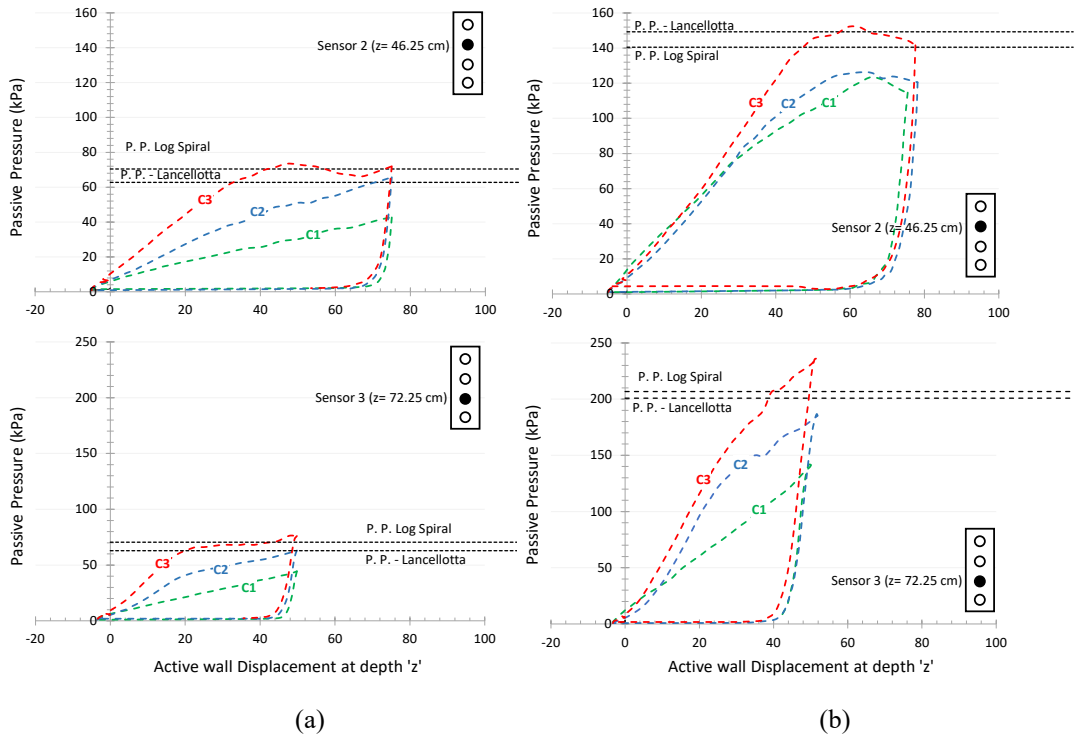 160
140
120
100
80
60
40
20
0
-20 0 20 40 60 80 100
Passive Pressure (kPa)
Sensor 2 (z= 46.25 cm)
P. P. Log Spiral
P. P. - Lancellotta
C3
C2
C1
160
140
120
100
80
60
40
20
0
-20 0 20 40 60 80 100
Passive Pressure (kPa)
P. P. - Lancellotta
P. P. Log Spiral
C3
C2
C1
Sensor 2 (z= 46.25 cm)
250
200
150
100
50
0
-20 0 20 40 60 80 100
Passive Pressure (kPa)
Sensor 3 (z= 72.25 cm)
P. P. Log Spiral
P. P. - Lancellotta
C3
C2
C1
Active wall Displacement at depth 'z'
250
200
150
100
50
0
-20 0 20 40 60 80 100
Passive Pressure (kPa)
P. P. Log Spiral
P. P. - Lancellotta
C3
C2
C1
Sensor 3 (z= 72.25 cm)
Active wall Displacement at depth 'z'
(a)
(b)